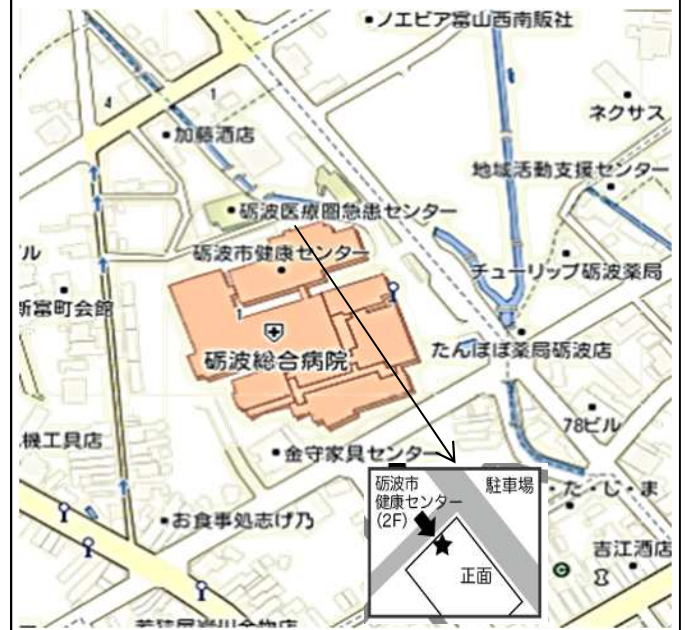 ノエビア富山西南販社
ネクサス
4
1
加藤酒店
地域活動支援センター
砺波医療圏急患センター
ル
砺波市健康センター
チューリップ砺波薬局
新富町会館
1
砺波総合病院
たんぽぽ薬局砺波店
78ビル
機工具店
金守家具センター
砺波市
健康センター
(2F)
駐車場
正面
・た・し・ま
お食事処志げ乃
吉江酒店